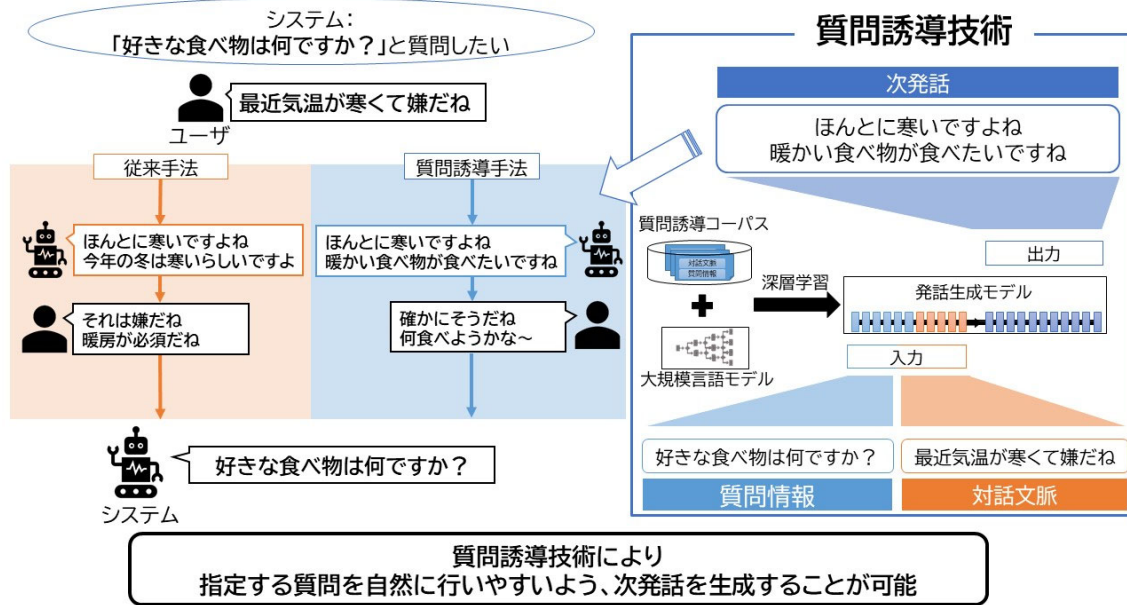 システム：
「好きな食べ物は何ですか？」と質問したい
最近気温が寒くて嫌だね
ユーザ
従来手法
質問誘導手法
ほんとに寒いですよね
今年の冬は寒いらしいですよ
ほんとに寒いですよね
暖かい食べ物が食べたいですね
それは嫌だね
暖房が必須だね
確かにそうだね
何食べようかな～
好きな食べ物は何ですか？
システム
質問誘導技術
次発話
ほんとに寒いですよね
暖かい食べ物が食べたいですね
質問誘導コーパス
対話文脈
質問情報
深層学習
大規模言語モデル
出力
発話生成モデル
入力
好きな食べ物は何ですか？
最近気温が寒くて嫌だね
質問情報
対話文脈
質問誘導技術により
指定する質問を自然に行いやすいよう、次発話を生成することが可能